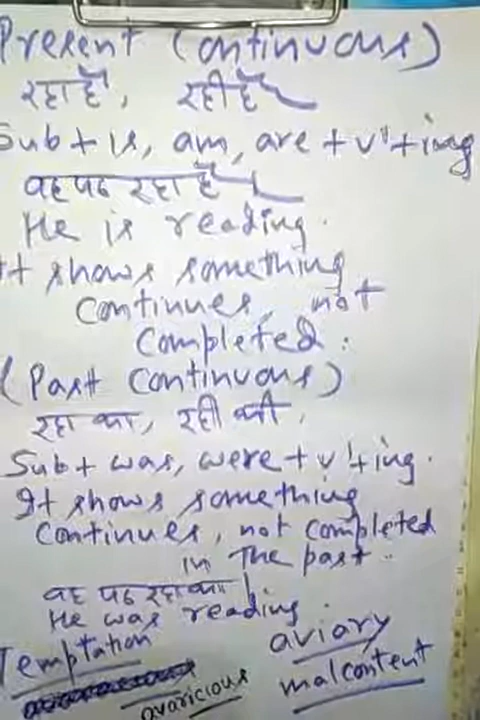 Present (Continuous)
रहा है, रही है
Sub + is, am, are + v¹ + ing
वह पढ रहा है।
He is reading.
It shows something
continues, not
completed.
(Past Continuous)
रहा था, रही थी,
Sub + was, were + v¹ + ing.
It shows something
continues, not completed
in the past.
वह पढ रहा था।
He was reading.
Temptation
aviary
avaricious
malcontent